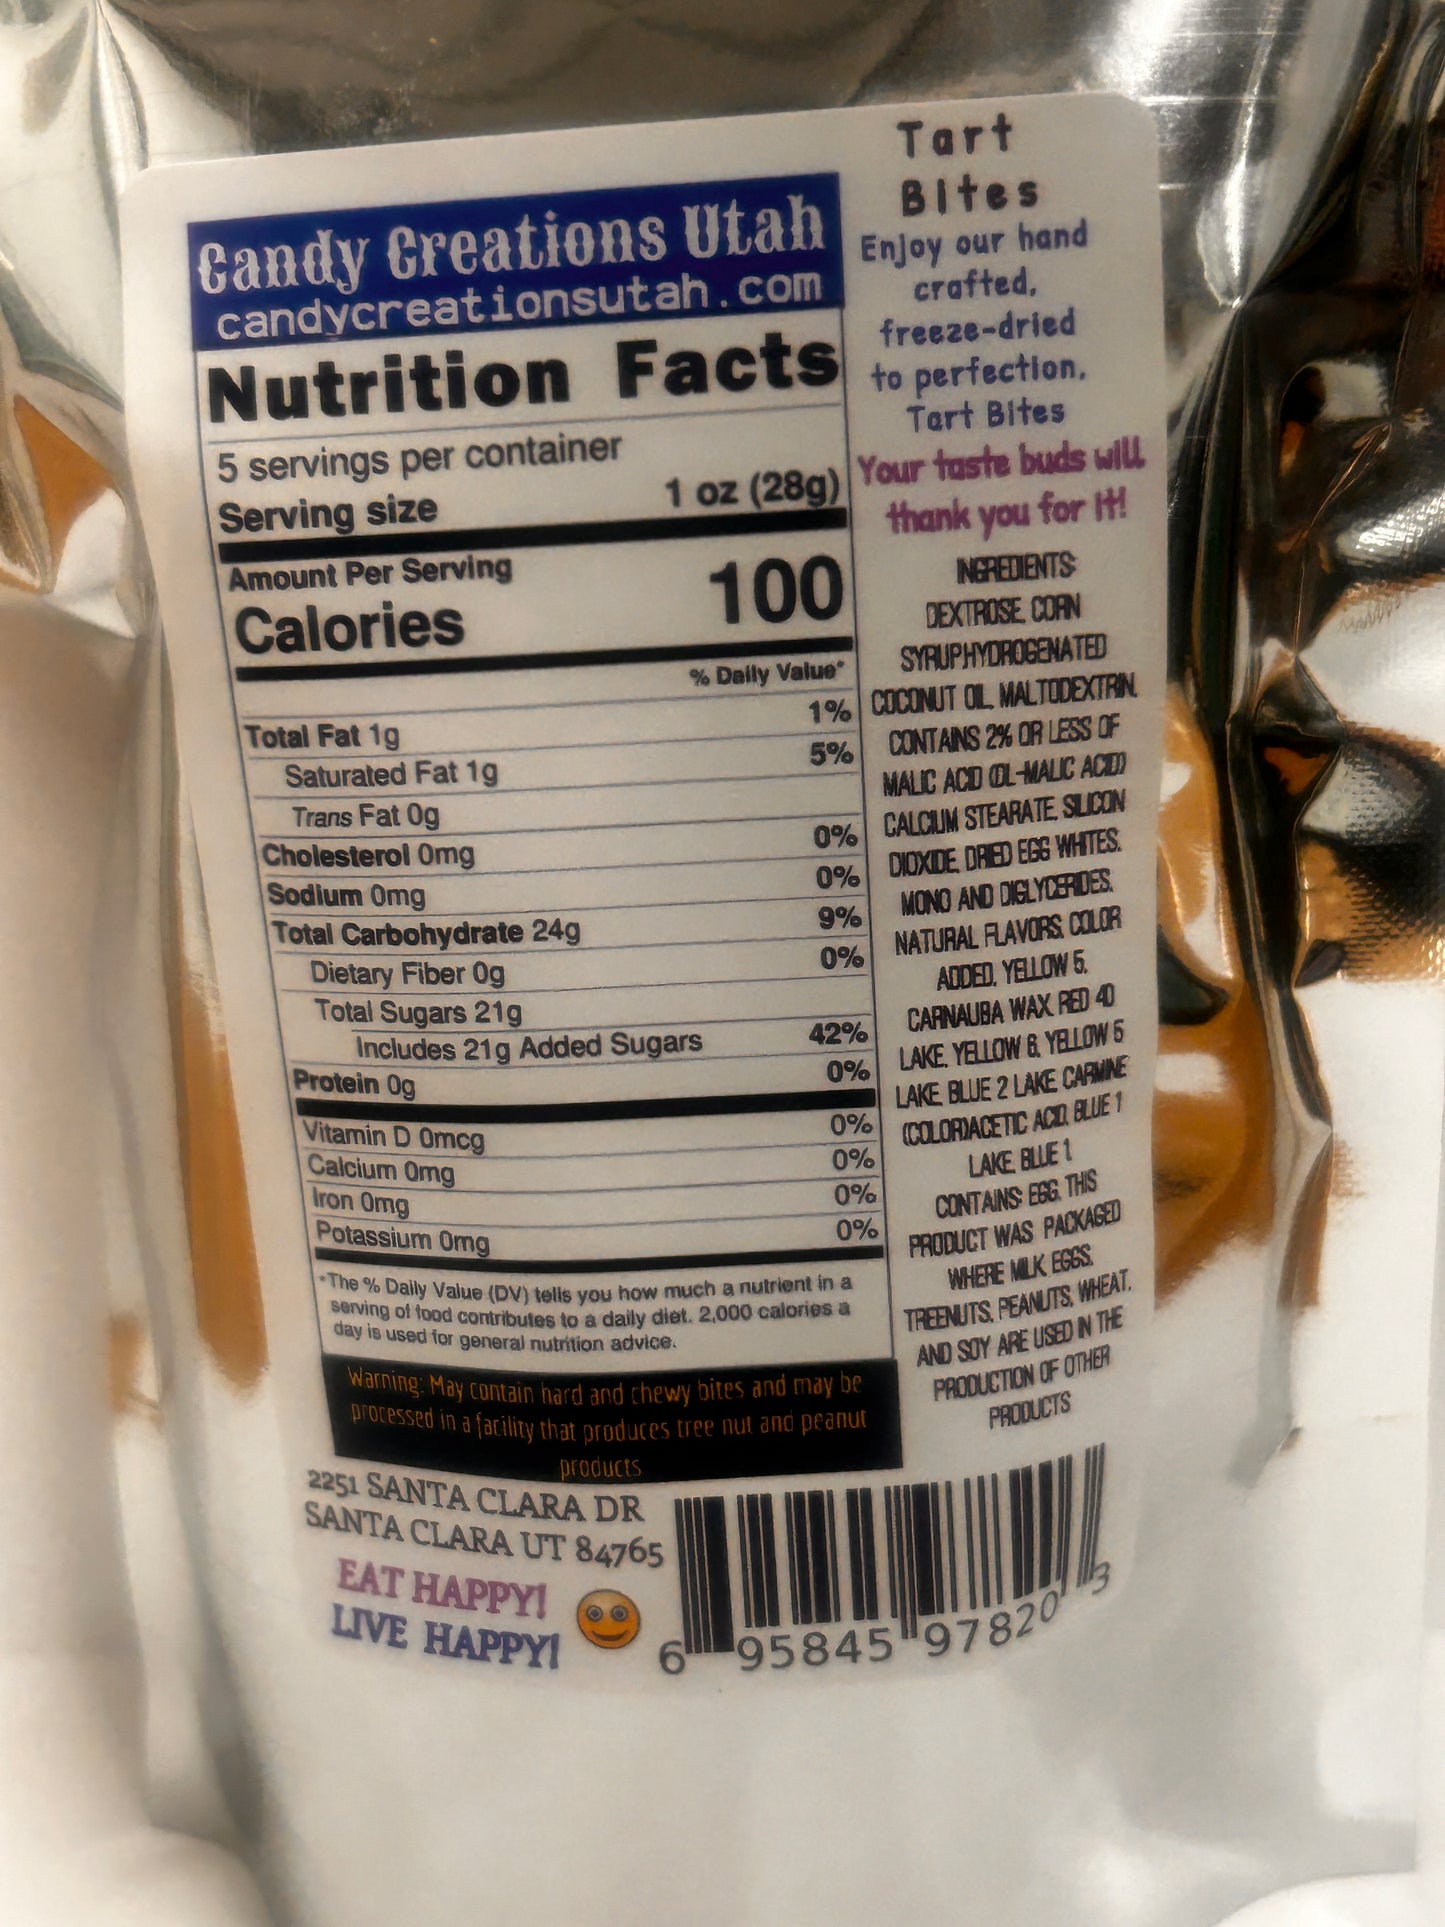 Candy Creations Utah
candycreationsutah.com
Nutrition Facts
5 servings per container
Serving size 1 oz (28g)
Amount Per Serving
Calories 100
% Daily Value*
Total Fat 1g 1%
Saturated Fat 1g 5%
Trans Fat 0g
Cholesterol 0mg 0%
Sodium 0mg 0%
Total Carbohydrate 24g 9%
Dietary Fiber 0g 0%
Total Sugars 21g
Includes 21g Added Sugars 42%
Protein 0g 0%
Vitamin D 0mcg 0%
Calcium 0mg 0%
Iron 0mg 0%
Potassium 0mg 0%
*The % Daily Value (DV) tells you how much a nutrient in a
serving of food contributes to a daily diet. 2,000 calories a
day is used for general nutrition advice.
Warning: May contain hard and chewy bites and may be
processed in a facility that produces tree nut and peanut
products
Tart
Bites
Enjoy our hand
crafted,
freeze-dried
to perfection.
Tart Bites
Your taste buds will
thank you for it!
INGREDIENTS:
DEXTROSE, CORN
SYRUP,HYDROGENATED
COCONUT OIL, MALTODEXTRIN,
CONTAINS 2% OR LESS OF
MALIC ACID (DL-MALIC ACID)
CALCIUM STEARATE, SILICON
DIOXIDE, DRIED EGG WHITES,
MONO AND DIGLYCERIDES,
NATURAL FLAVORS, COLOR
ADDED, YELLOW 5,
CARNAUBA WAX, RED 40
LAKE, YELLOW 6, YELLOW 5
LAKE, BLUE 2 LAKE, CARMINE
(COLOR)ACETIC ACID, BLUE 1
LAKE, BLUE 1
CONTAINS: EGG. THIS
PRODUCT WAS PACKAGED
WHERE MILK, EGGS,
TREENUTS, PEANUTS, WHEAT,
AND SOY ARE USED IN THE
PRODUCTION OF OTHER
PRODUCTS
2251 SANTA CLARA DR
SANTA CLARA UT 84765
EAT HAPPY!
LIVE HAPPY!
6 95845 97820 3